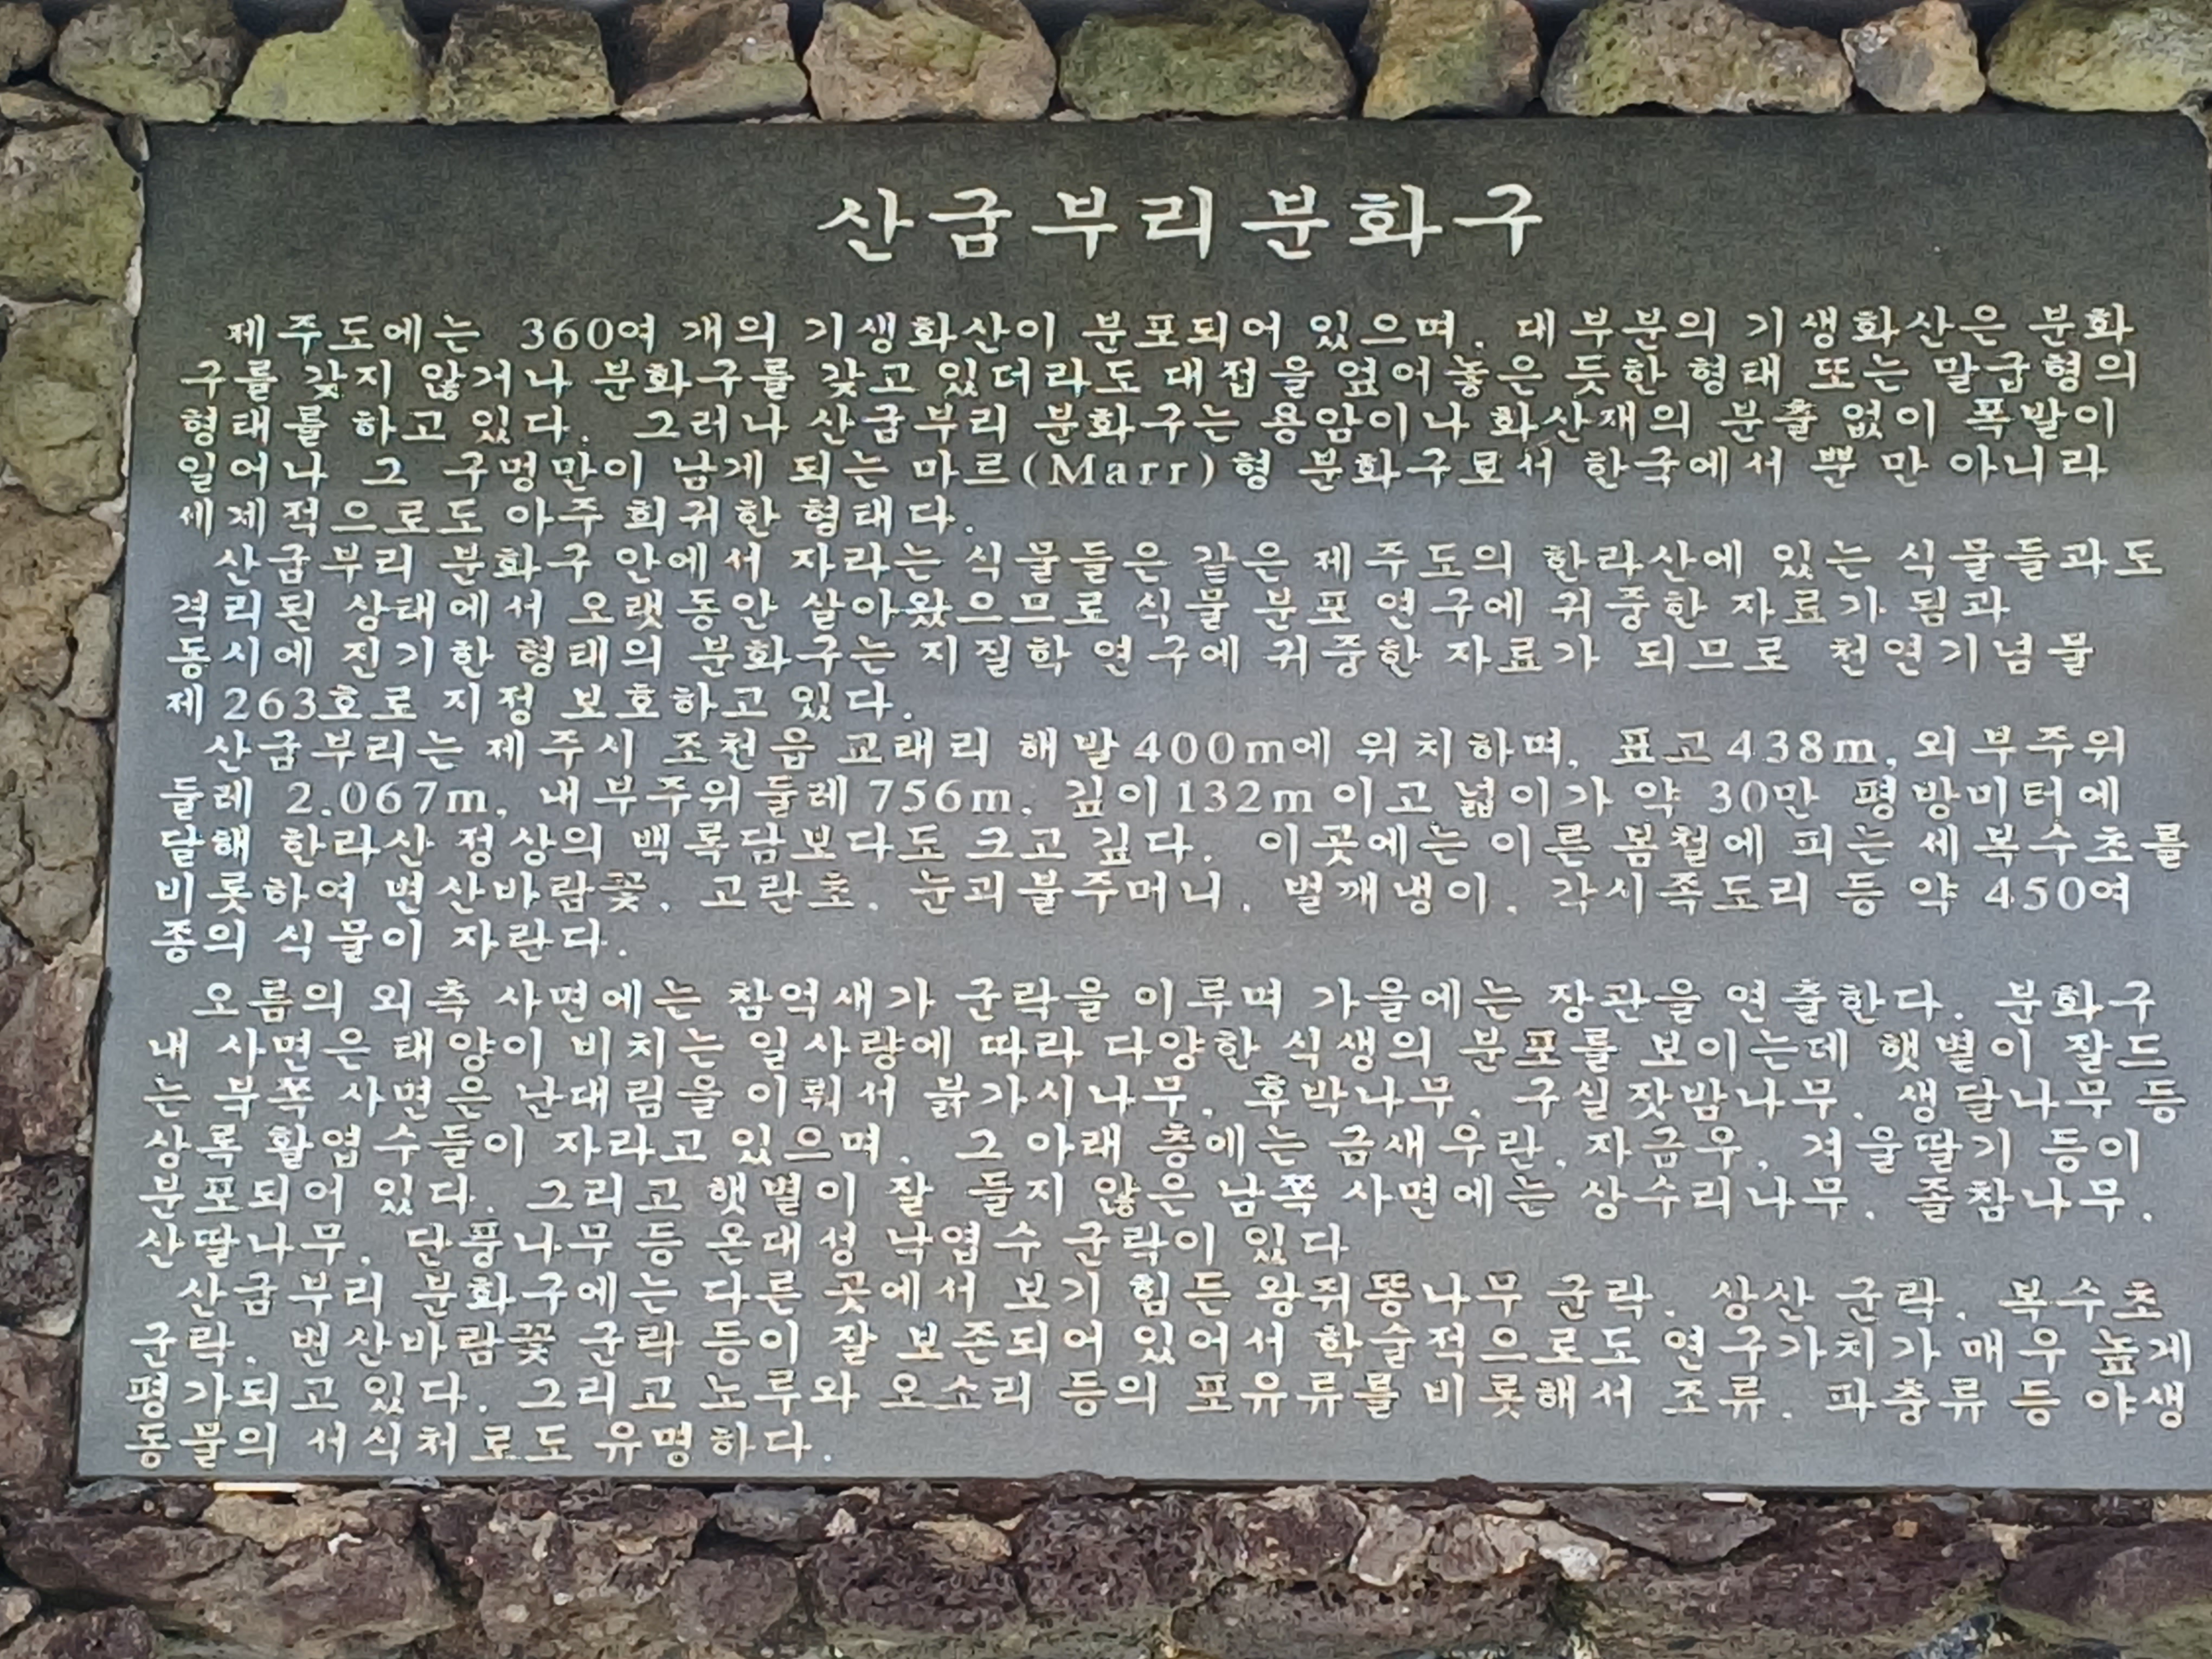 산굼부리분화구
제주도에는 360여 개의 기생화산이 분포되어 있으며, 대부분의 기생화산은 분화
구를 갖지 않거나 분화구를 갖고 있더라도 대접을 엎어놓은 듯한 형태 또는 말굽형의
형태를 하고 있다. 그러나 산굼부리 분화구는 용암이나 화산재의 분출 없이 폭발이
일어나 그 구멍만이 남게 되는 마르(Marr)형 분화구로서 한국에서 뿐 만 아니라
세계적으로도 아주 희귀한 형태다.
산굼부리 분화구 안에서 자라는 식물들은 같은 제주도의 한라산에 있는 식물들과도
격리된 상태에서 오랫동안 살아왔으므로 식물 분포 연구에 귀중한 자료가 됨과
동시에 진기한 형태의 분화구는 지질학 연구에 귀중한 자료가 되므로 천연기념물
제263호로 지정 보호하고 있다.
산굼부리는 제주시 조천읍 교래리 해발400m에 위치하며, 표고438m, 외부주위
둘레 2.067m, 내부주위둘레756m, 깊이132m이고 넓이가 약 30만 평방미터에
달해 한라산 정상의 백록담보다도 크고 깊다. 이곳에는 이른 봄철에 피는 세복수초를
비롯하여 변산바람꽃, 고란초, 눈괴불주머니, 벌깨냉이, 각시족도리 등 약 450여
종의 식물이 자란다.
오름의 외측 사면에는 참억새가 군락을 이루며 가을에는 장관을 연출한다. 분화구
내 사면은 태양이 비치는 일사량에 따라 다양한 식생의 분포를 보이는데 햇볕이 잘드
는 북쪽 사면은 난대림을 이뤄서 붉가시나무, 후박나무, 구실잣밤나무, 생달나무 등
상록 활엽수들이 자라고 있으며, 그 아래 층에는 금새우란, 자금우, 겨울딸기 등이
분포되어 있다. 그리고 햇볕이 잘 들지 않은 남쪽 사면에는 상수리나무, 졸참나무,
산딸나무, 단풍나무 등 온대성 낙엽수 군락이 있다
산굼부리 분화구에는 다른 곳에서 보기 힘든 왕쥐똥나무 군락, 상산 군락, 복수초
군락, 변산바람꽃 군락 등이 잘 보존되어 있어서 학술적으로도 연구가치가 매우 높게
평가되고 있다. 그리고 노루와 오소리 등의 포유류를 비롯해서 조류, 파충류 등 야생
동물의 서식처로도 유명하다.